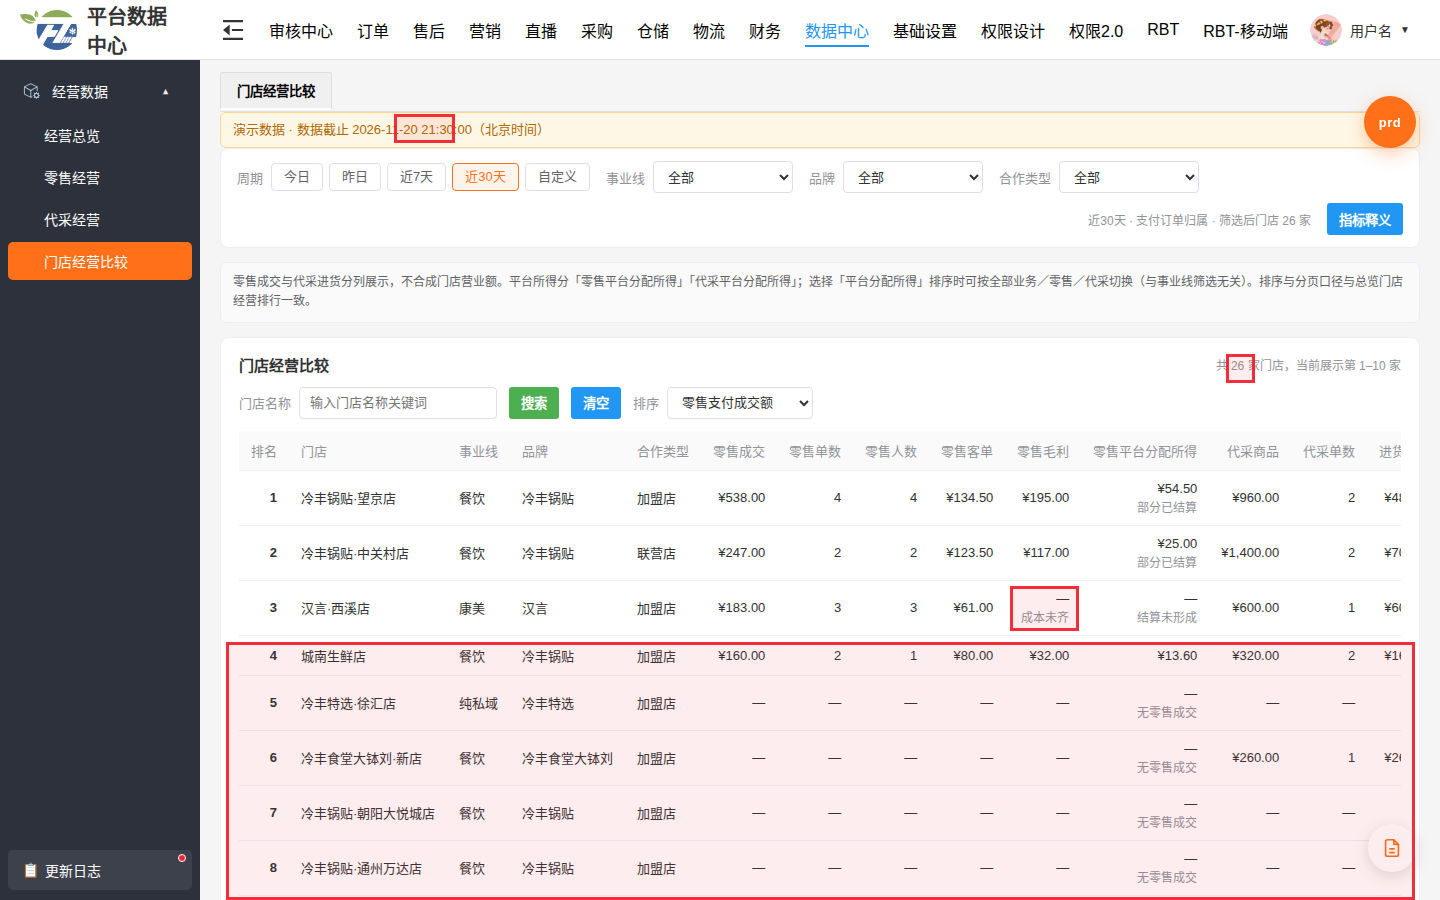 平台数据
中心
审核中心 订单 售后 营销 直播 采购 仓储 物流 财务 数据中心 基础设置 权限设计 权限2.0 RBT RBT-移动端 用户名 ▼
经营数据 ▲
经营总览
零售经营
代采经营
门店经营比较
📋 更新日志
门店经营比较
演示数据 · 数据截止 2026-11-20 21:30:00（北京时间）
prd
周期 今日 昨日 近7天 近30天 自定义 事业线 全部 品牌 全部 合作类型 全部
近30天 · 支付订单归属 · 筛选后门店 26 家 指标释义
零售成交与代采进货分列展示，不合成门店营业额。平台所得分「零售平台分配所得」「代采平台分配所得」；选择「平台分配所得」排序时可按全部业务／零售／代采切换（与事业线筛选无关）。排序与分页口径与总览门店
经营排行一致。
门店经营比较 共 26 家门店，当前展示第 1–10 家
门店名称 输入门店名称关键词 搜索 清空 排序 零售支付成交额
排名 门店 事业线 品牌 合作类型 零售成交 零售单数 零售人数 零售客单 零售毛利 零售平台分配所得 代采商品 代采单数 进货
1 冷丰锅贴·望京店 餐饮 冷丰锅贴 加盟店 ¥538.00 4 4 ¥134.50 ¥195.00 ¥54.50 ¥960.00 2 ¥48
部分已结算
2 冷丰锅贴·中关村店 餐饮 冷丰锅贴 联营店 ¥247.00 2 2 ¥123.50 ¥117.00 ¥25.00 ¥1,400.00 2 ¥70
部分已结算
3 汉言·西溪店 康美 汉言 加盟店 ¥183.00 3 3 ¥61.00 — — ¥600.00 1 ¥60
成本未齐 结算未形成
4 城南生鲜店 餐饮 冷丰锅贴 加盟店 ¥160.00 2 1 ¥80.00 ¥32.00 ¥13.60 ¥320.00 2 ¥16
5 冷丰特选·徐汇店 纯私域 冷丰特选 加盟店 — — — — — — — —
无零售成交
6 冷丰食堂大钵刘·新店 餐饮 冷丰食堂大钵刘 加盟店 — — — — — — ¥260.00 1 ¥26
无零售成交
7 冷丰锅贴·朝阳大悦城店 餐饮 冷丰锅贴 加盟店 — — — — — — — —
无零售成交
8 冷丰锅贴·通州万达店 餐饮 冷丰锅贴 加盟店 — — — — — — — —
无零售成交